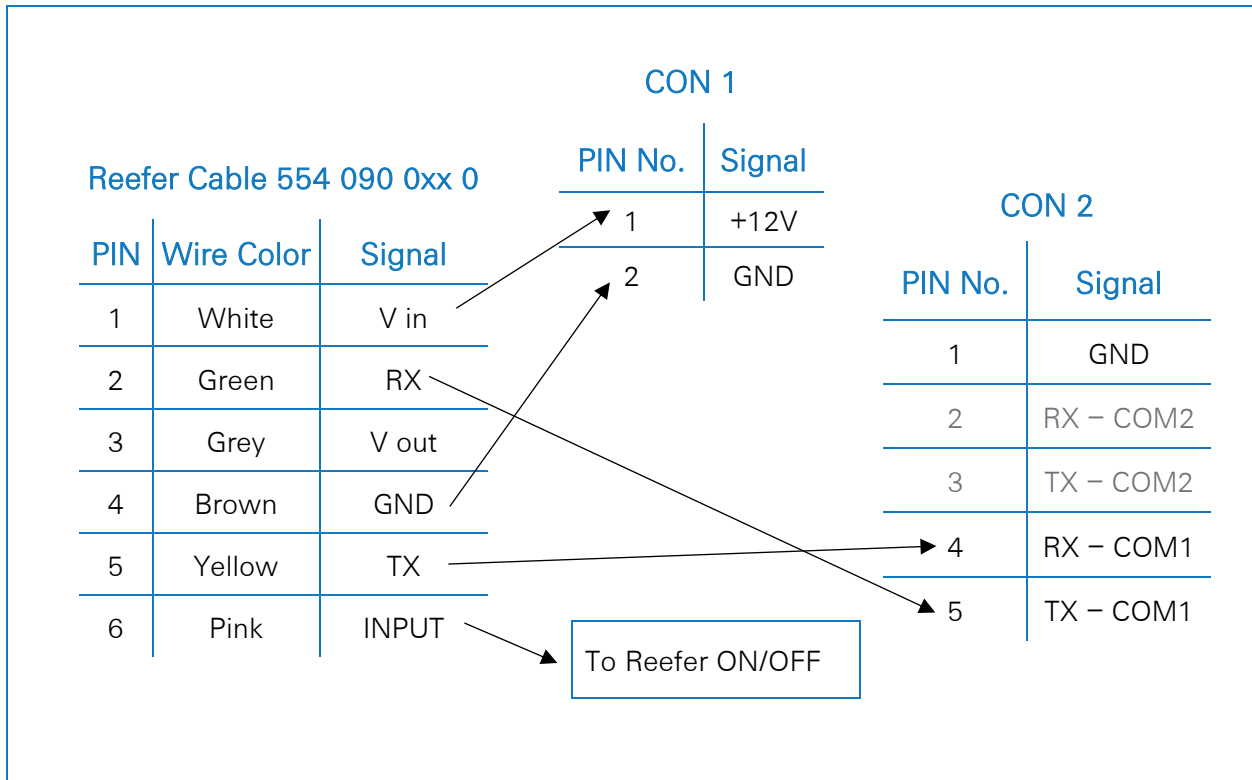 CON 1
PIN No. Signal
1 +12V
2 GND
Reefer Cable 554 090 0xx 0
PIN Wire Color Signal
1 White V in
2 Green RX
3 Grey V out
4 Brown GND
5 Yellow TX
6 Pink INPUT
To Reefer ON/OFF
CON 2
PIN No. Signal
1 GND
2 RX – COM2
3 TX – COM2
4 RX – COM1
5 TX – COM1